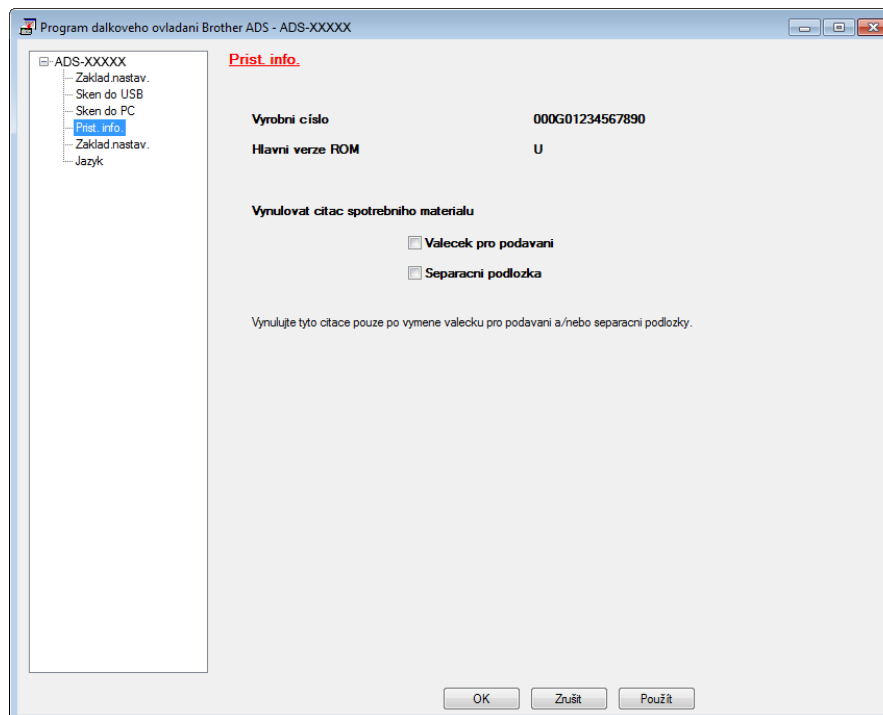 Program dalkoveho ovladani Brother ADS - ADS-XXXXX
ADS-XXXXX
Zaklad.nastav.
Sken do USB
Sken do PC
Prist. info.
Zaklad.nastav.
Jazyk
Prist. info.
Vyrobni císlo 000G01234567890
Hlavni verze ROM U
Vynulovat citac spotrebniho materialu
Valecek pro podavani
Separacni podlozka
Vynulujte tyto citace pouze po vymene valecku pro podavani a/nebo separacni podlozky.
OK Zrušit Použít